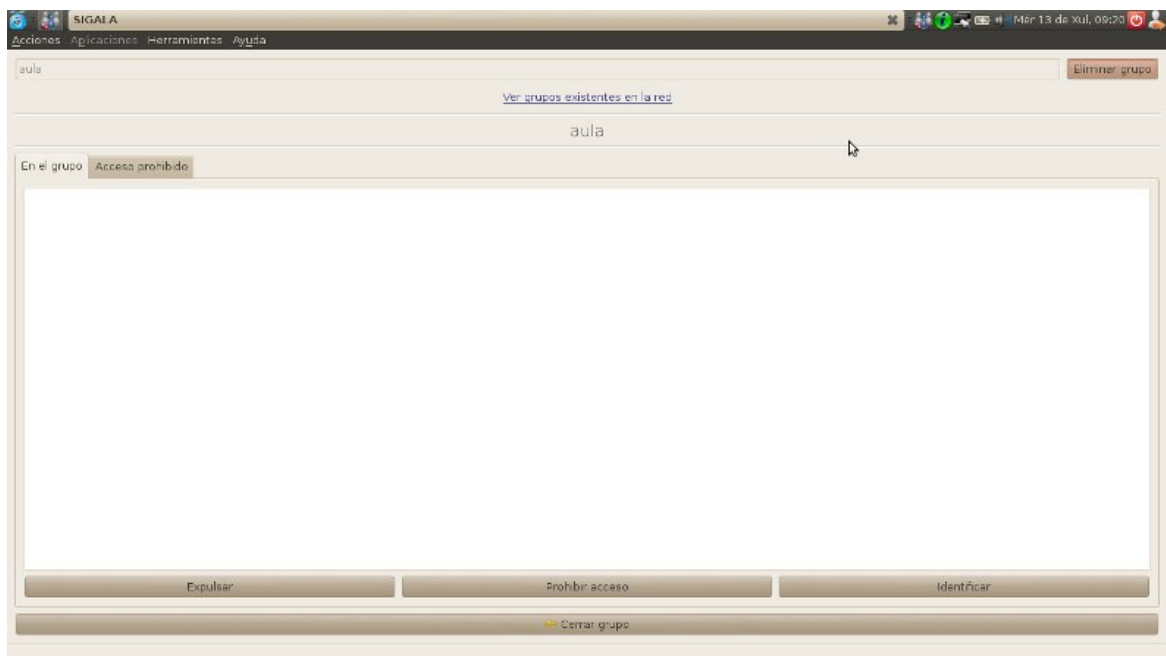 SIGALA
Mér 13 de Xul, 09:20
Acciones Aplicaciones Herramientas Ayuda
aula
Eliminar grupo
Ver grupos existentes en la red
aula
En el grupo
Acceso prohibido
Expulsar
Prohibir acceso
Identificar
Cerrar grupo